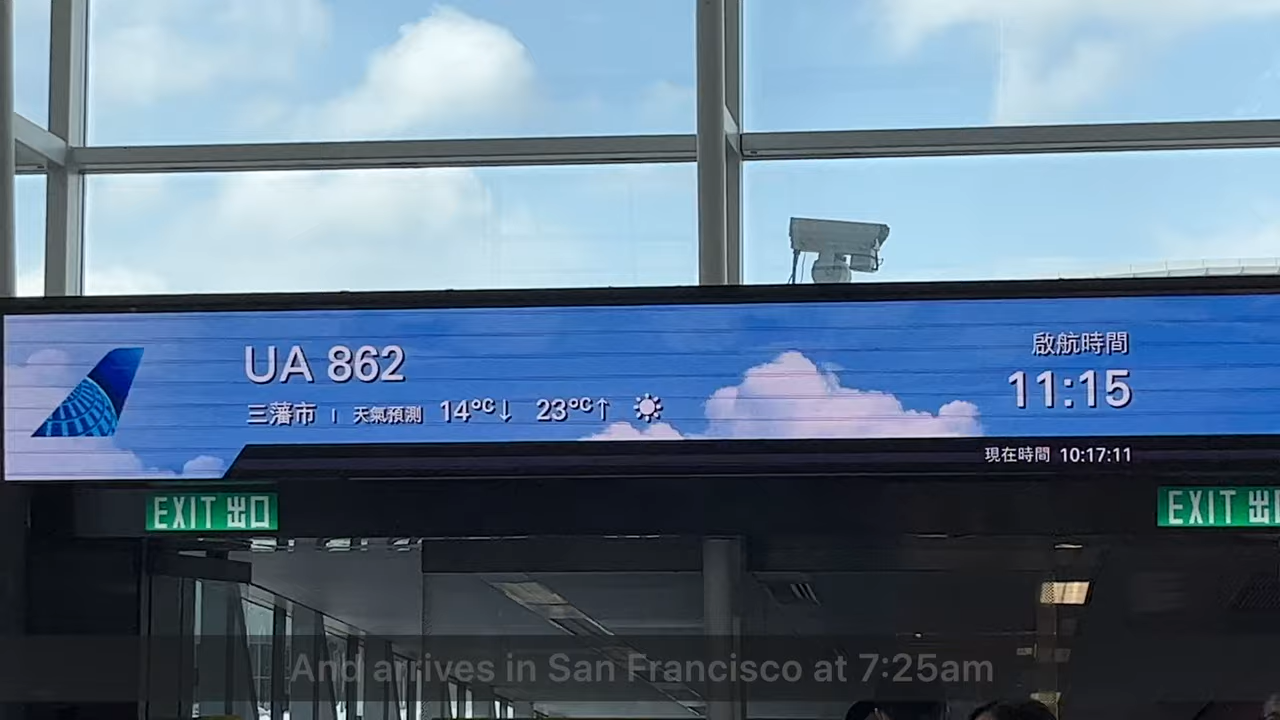 UA 862
三藩市 | 天氣預測 14°C↓ 23°C↑
啟航時間
11:15
現在時間 10:17:11
EXIT 出口
EXIT 出
And arrives in San Francisco at 7:25am